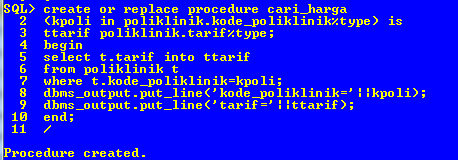 SQL> create or replace procedure cari_harga
2 (kpoli in poliklinik.kode_poliklinik%type) is
3 ttarif poliklinik.tarif%type;
4 begin
5 select t.tarif into ttarif
6 from poliklinik t
7 where t.kode_poliklinik=kpoli;
8 dbms_output.put_line('kode_poliklinik='||kpoli);
9 dbms_output.put_line('tarif='||ttarif);
10 end;
11 /
Procedure created.